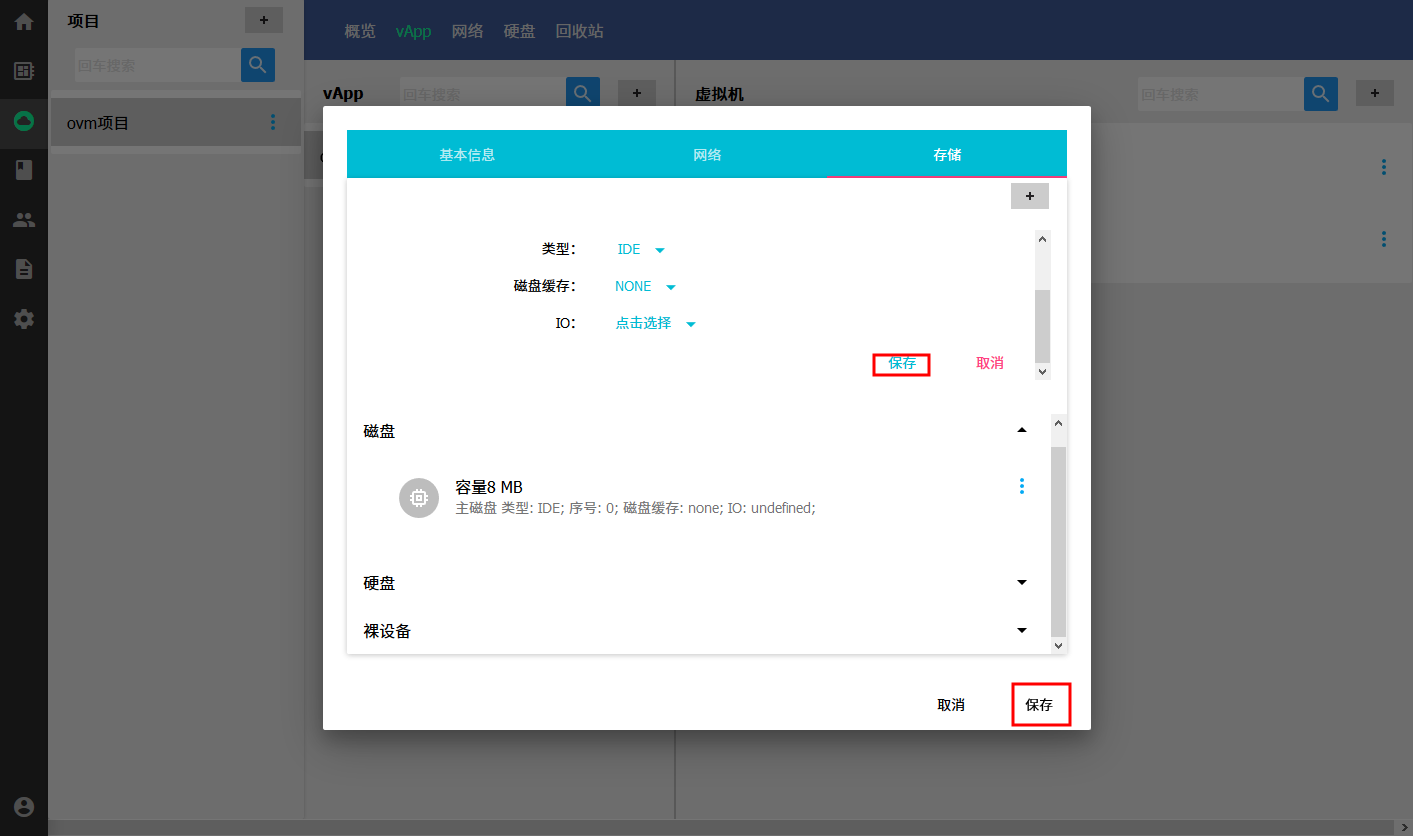 项目
+
回车搜索
ovm项目
概览 vApp 网络 硬盘 回收站
vApp
回车搜索
+
虚拟机
回车搜索
+
基本信息 网络 存储
+
类型： IDE
磁盘缓存： NONE
IO： 点击选择
保存 取消
磁盘
容量8 MB
主磁盘 类型: IDE; 序号: 0; 磁盘缓存: none; IO: undefined;
硬盘
裸设备
取消 保存